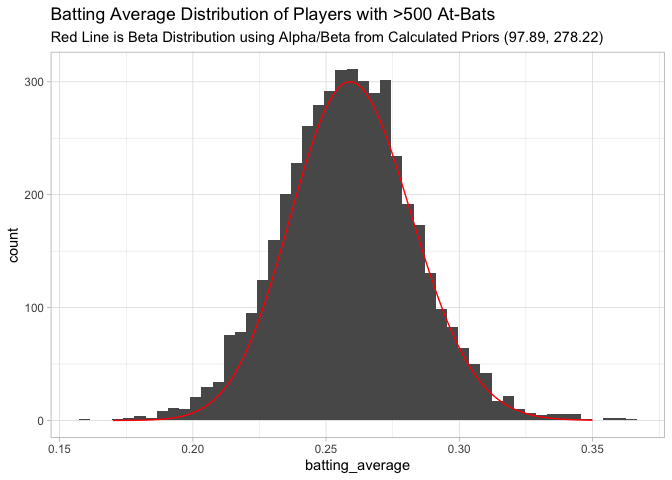 Batting Average Distribution of Players with >500 At-Bats
Red Line is Beta Distribution using Alpha/Beta from Calculated Priors (97.89, 278.22)
300
200
100
0
count
0.15 0.20 0.25 0.30 0.35
batting_average